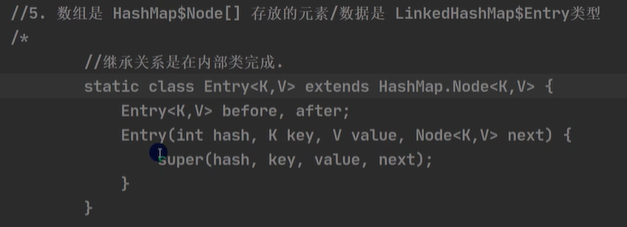 //5. 数组是 HashMap$Node[] 存放的元素/数据是 LinkedHashMap$Entry类型
/*
//继承关系是在内部类完成.
static class Entry<K,V> extends HashMap.Node<K,V> {
Entry<K,V> before, after;
Entry(int hash, K key, V value, Node<K,V> next) {
super(hash, key, value, next);
}
}